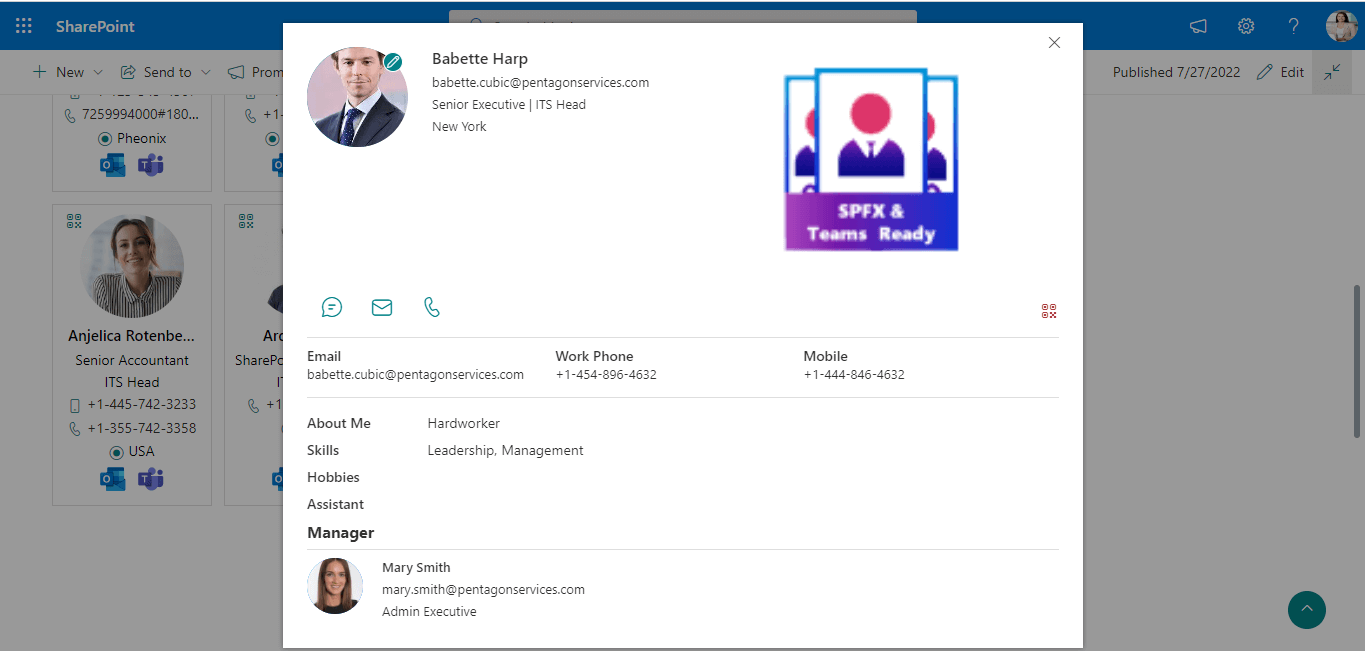 SharePoint
New
Send to
Published 7/27/2022
Edit
7259994000#180...
Pheonix
Anjelica Rotenbe...
Senior Accountant
ITS Head
+1-445-742-3233
+1-355-742-3358
USA
+1-
Arc
SharePo
+1
Babette Harp
babette.cubic@pentagonservices.com
Senior Executive | ITS Head
New York
SPFX &
Teams Ready
Email
Work Phone
Mobile
babette.cubic@pentagonservices.com
+1-454-896-4632
+1-444-846-4632
About Me
Hardworker
Skills
Leadership, Management
Hobbies
Assistant
Manager
Mary Smith
mary.smith@pentagonservices.com
Admin Executive